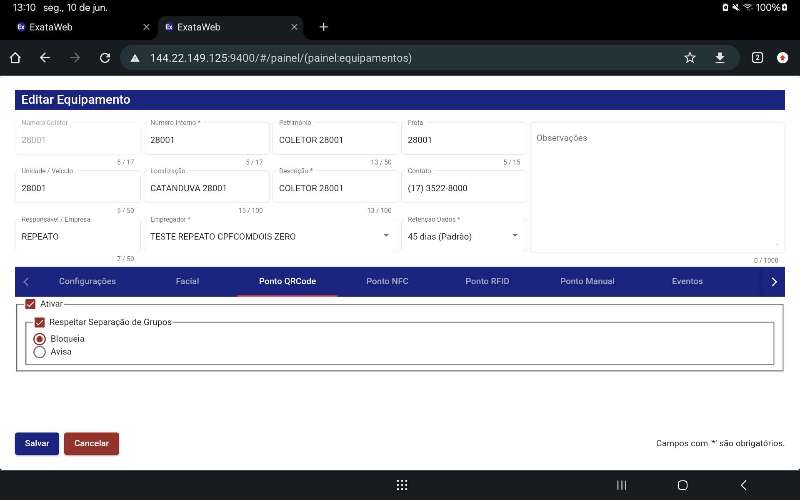 13:10 seg., 10 de jun. 100%
Ex ExataWeb
Ex ExataWeb
144.22.149.125:9400/#/painel/(painel:equipamentos) 2
Editar Equipamento
Número Coletor
28001
Número Interno *
28001
5 / 17
Patrimônio
COLETOR 28001
13 / 50
Frota
28001
5 / 15
Observações
5 / 17
Unidade / Veículo
28001
5 / 50
Localização
CATANDUVA 28001
15 / 100
Descrição *
COLETOR 28001
13 / 100
Contato
(17) 3522-8000
Responsável / Empresa
REPEATO
7 / 50
Empregador *
TESTE REPEATO CPFCOMDOIS ZERO
Retenção Dados *
45 dias (Padrão)
0 / 1000
Configurações Facial Ponto QRCode Ponto NFC Ponto RFID Ponto Manual Eventos
Ativar
Respeitar Separação de Grupos
Bloqueia
Avisa
Salvar Cancelar Campos com '*' são obrigatórios.